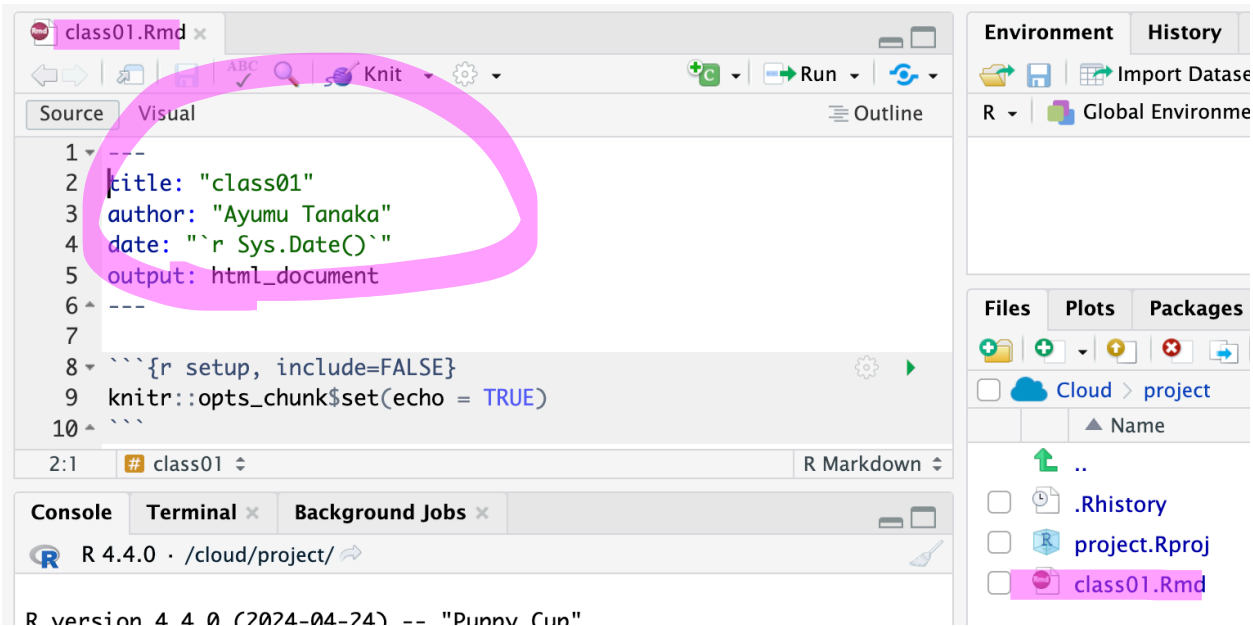 class01.Rmd
Environment History
ABC Knit Run Import Datase
Source Visual Outline R Global Environme
1 ---
2 title: "class01"
3 author: "Ayumu Tanaka"
4 date: "`r Sys.Date()`"
5 output: html_document
6 ---
7
8 ```{r setup, include=FALSE}
9 knitr::opts_chunk$set(echo = TRUE)
10 ```
2:1 # class01 R Markdown
Files Plots Packages
Cloud project
Name
..
.Rhistory
project.Rproj
class01.Rmd
Console Terminal Background Jobs
R R 4.4.0 · /cloud/project/
R version 4.4.0 (2024-04-24) -- "Puppy Cup"